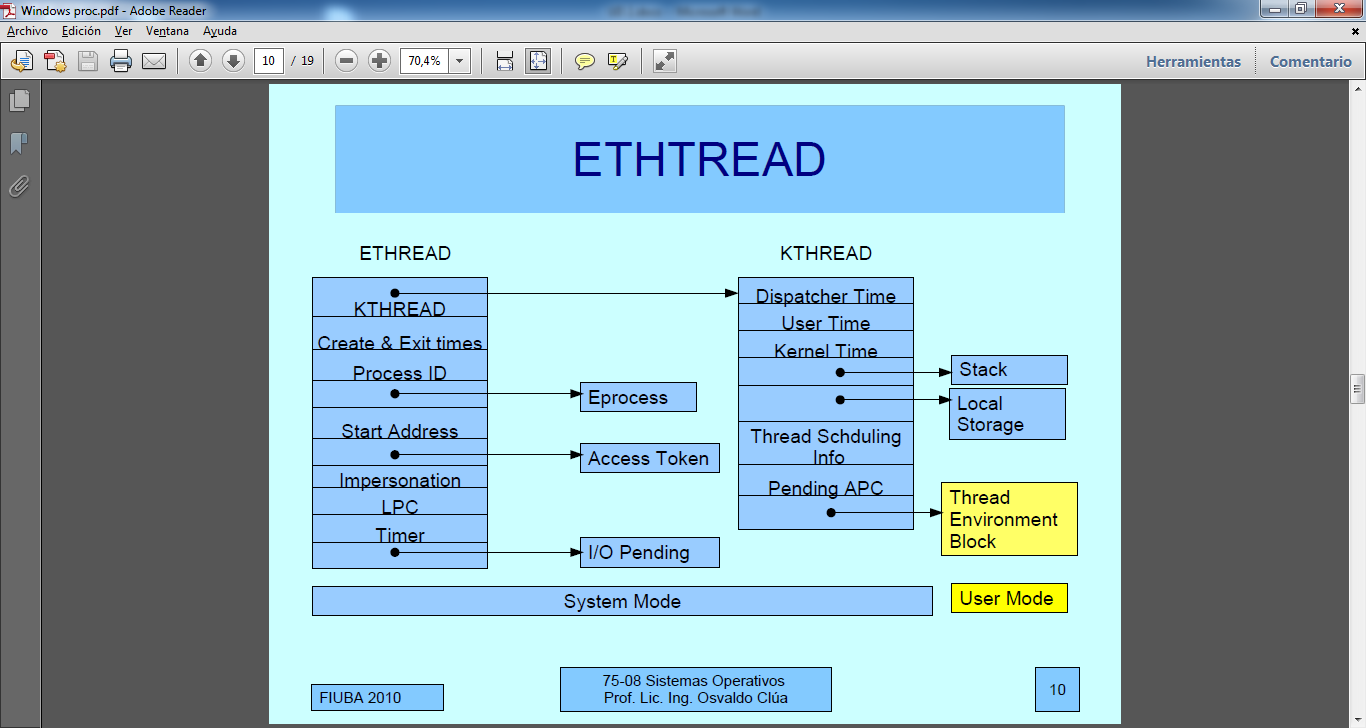 Windows proc.pdf - Adobe Reader
Archivo Edición Ver Ventana Ayuda
10 / 19 70,4% Herramientas Comentario
ETHTREAD
ETHREAD
KTHREAD
Create & Exit times
Process ID
Start Address
Impersonation
LPC
Timer
Eprocess
Access Token
I/O Pending
KTHREAD
Dispatcher Time
User Time
Kernel Time
Thread Schduling
Info
Pending APC
Stack
Local
Storage
Thread
Environment
Block
System Mode
User Mode
FIUBA 2010
75-08 Sistemas Operativos
Prof. Lic. Ing. Osvaldo Clúa
10